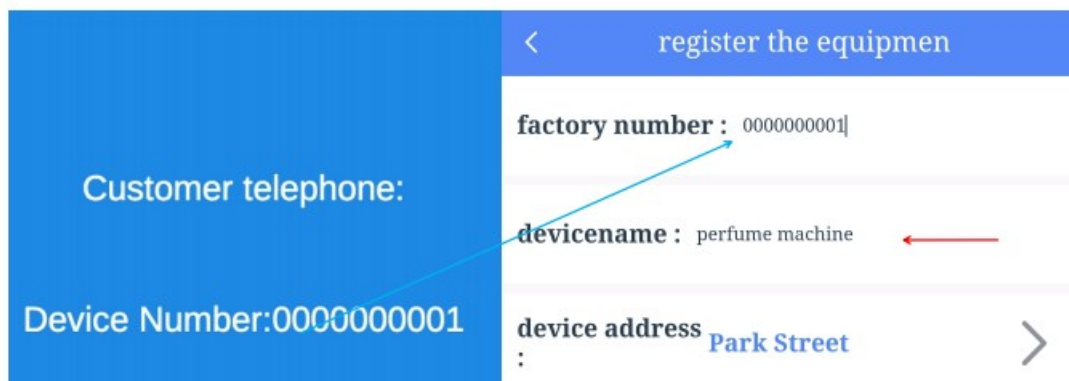 Customer telephone:
Device Number:0000000001
register the equipmen
factory number : 0000000001
devicename : perfume machine
device address
: Park Street